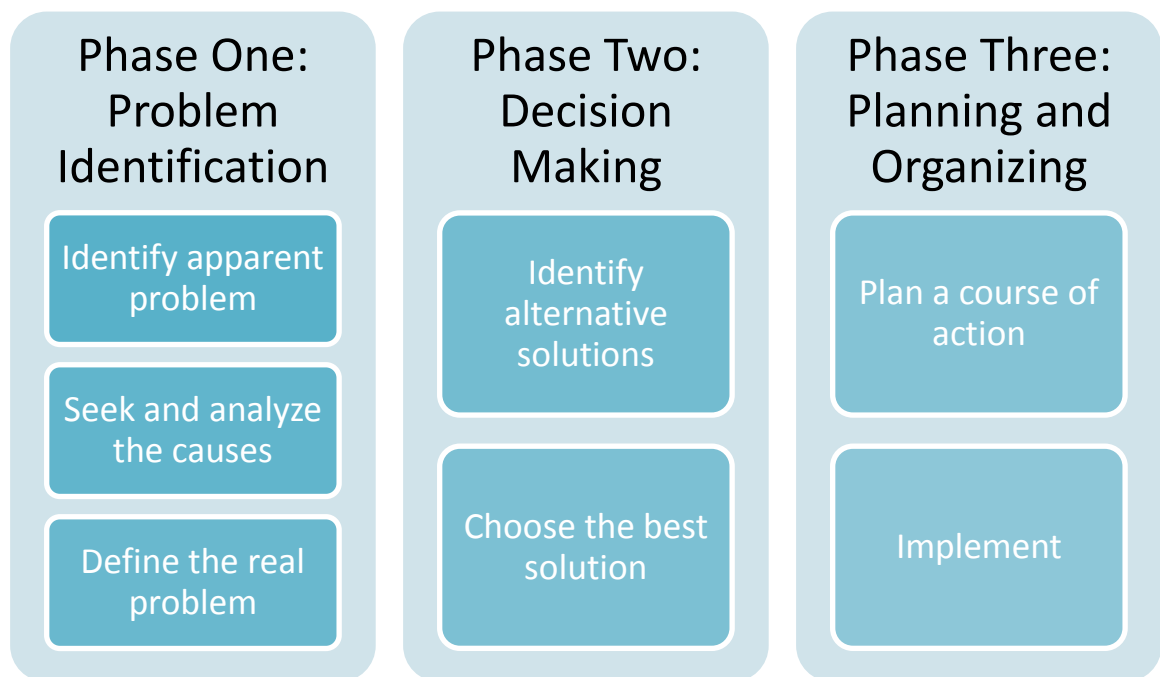 Phase One:
Problem
Identification
Identify apparent
problem
Seek and analyze
the causes
Define the real
problem
Phase Two:
Decision
Making
Identify
alternative
solutions
Choose the best
solution
Phase Three:
Planning and
Organizing
Plan a course of
action
Implement